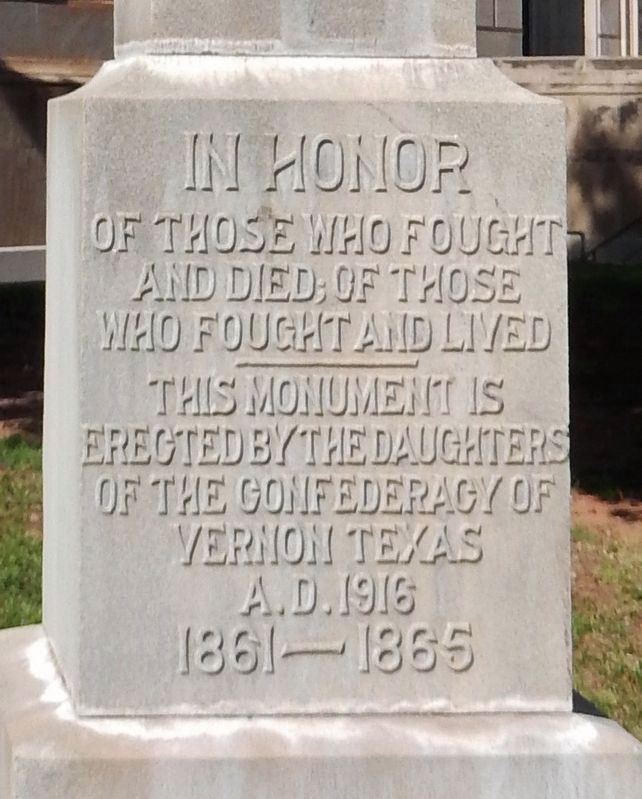 IN HONOR
OF THOSE WHO FOUGHT
AND DIED; OF THOSE
WHO FOUGHT AND LIVED
THIS MONUMENT IS
ERECTED BY THE DAUGHTERS
OF THE CONFEDERACY OF
VERNON TEXAS
A.D. 1916
1861—1865